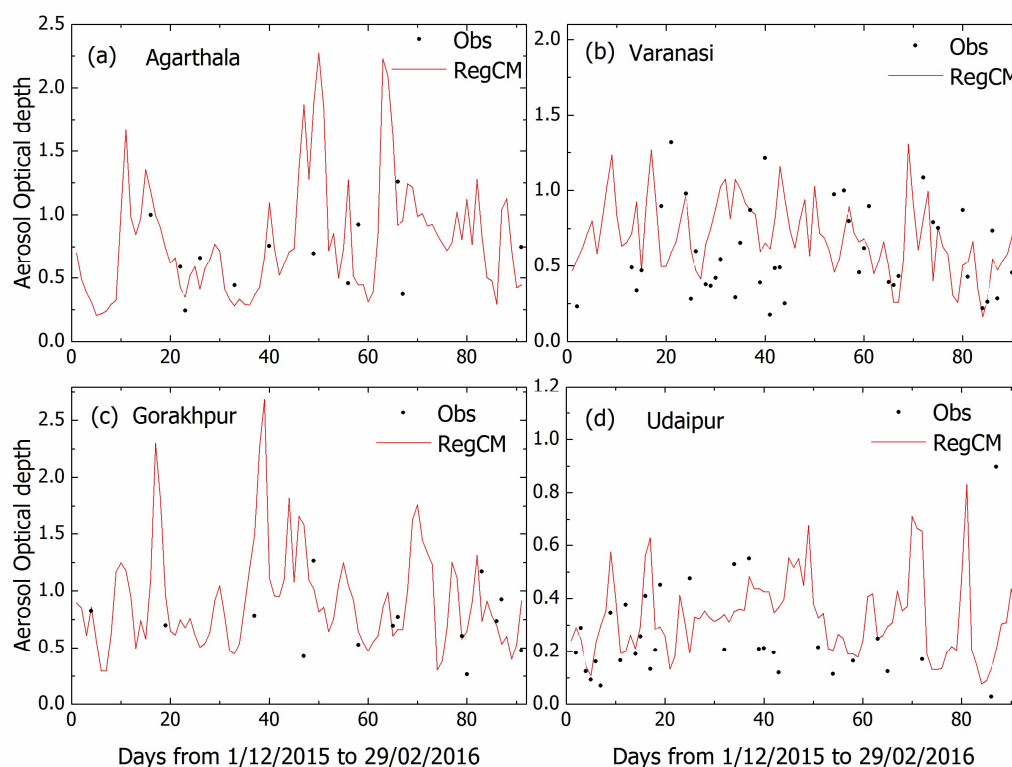 2.5
(a) Agarthala
Obs
RegCM
2.0
1.5
1.0
0.5
0.0
0 20 40 60 80
Aerosol Optical depth
2.0
(b) Varanasi
Obs
RegCM
1.5
1.0
0.5
0.0
0 20 40 60 80
(c) Gorakhpur
Obs
RegCM
2.5
2.0
1.5
1.0
0.5
0.0
0 20 40 60 80
Aerosol Optical depth
Days from 1/12/2015 to 29/02/2016
1.2
Obs
(d)
RegCM
Udaipur
1.0
0.8
0.6
0.4
0.2
0.0
0 20 40 60 80
Days from 1/12/2015 to 29/02/2016